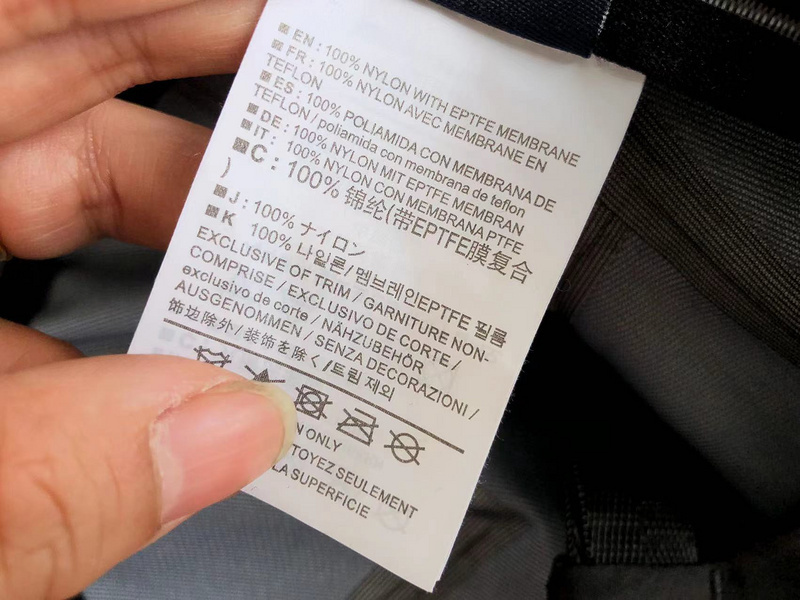 EN : 100% NYLON WITH EPTFE MEMBRANE
FR : 100% NYLON AVEC MEMBRANE EN
TEFLON
ES : 100% POLIAMIDA CON MEMBRANA DE
TEFLON / poliamida con membrana de teflon
DE : 100% NYLON MIT EPTFE MEMBRAN
IT : 100% NYLON CON MEMBRANA PTFE
C : 100% 锦纶(带EPTFE膜复合
)
J : 100% ナイロン
K 100% 나일론/ 멤브레인EPTFE 필름
EXCLUSIVE OF TRIM / GARNITURE NON-
COMPRISE / EXCLUSIVO DE CORTE /
exclusivo de corte / NÄHZUBEHÖR
AUSGENOMMEN / SENZA DECORAZIONI /
饰边除外/ 装饰を除く/트림 제외
ONLY
SEULEMENT
LA SUPERFICIE